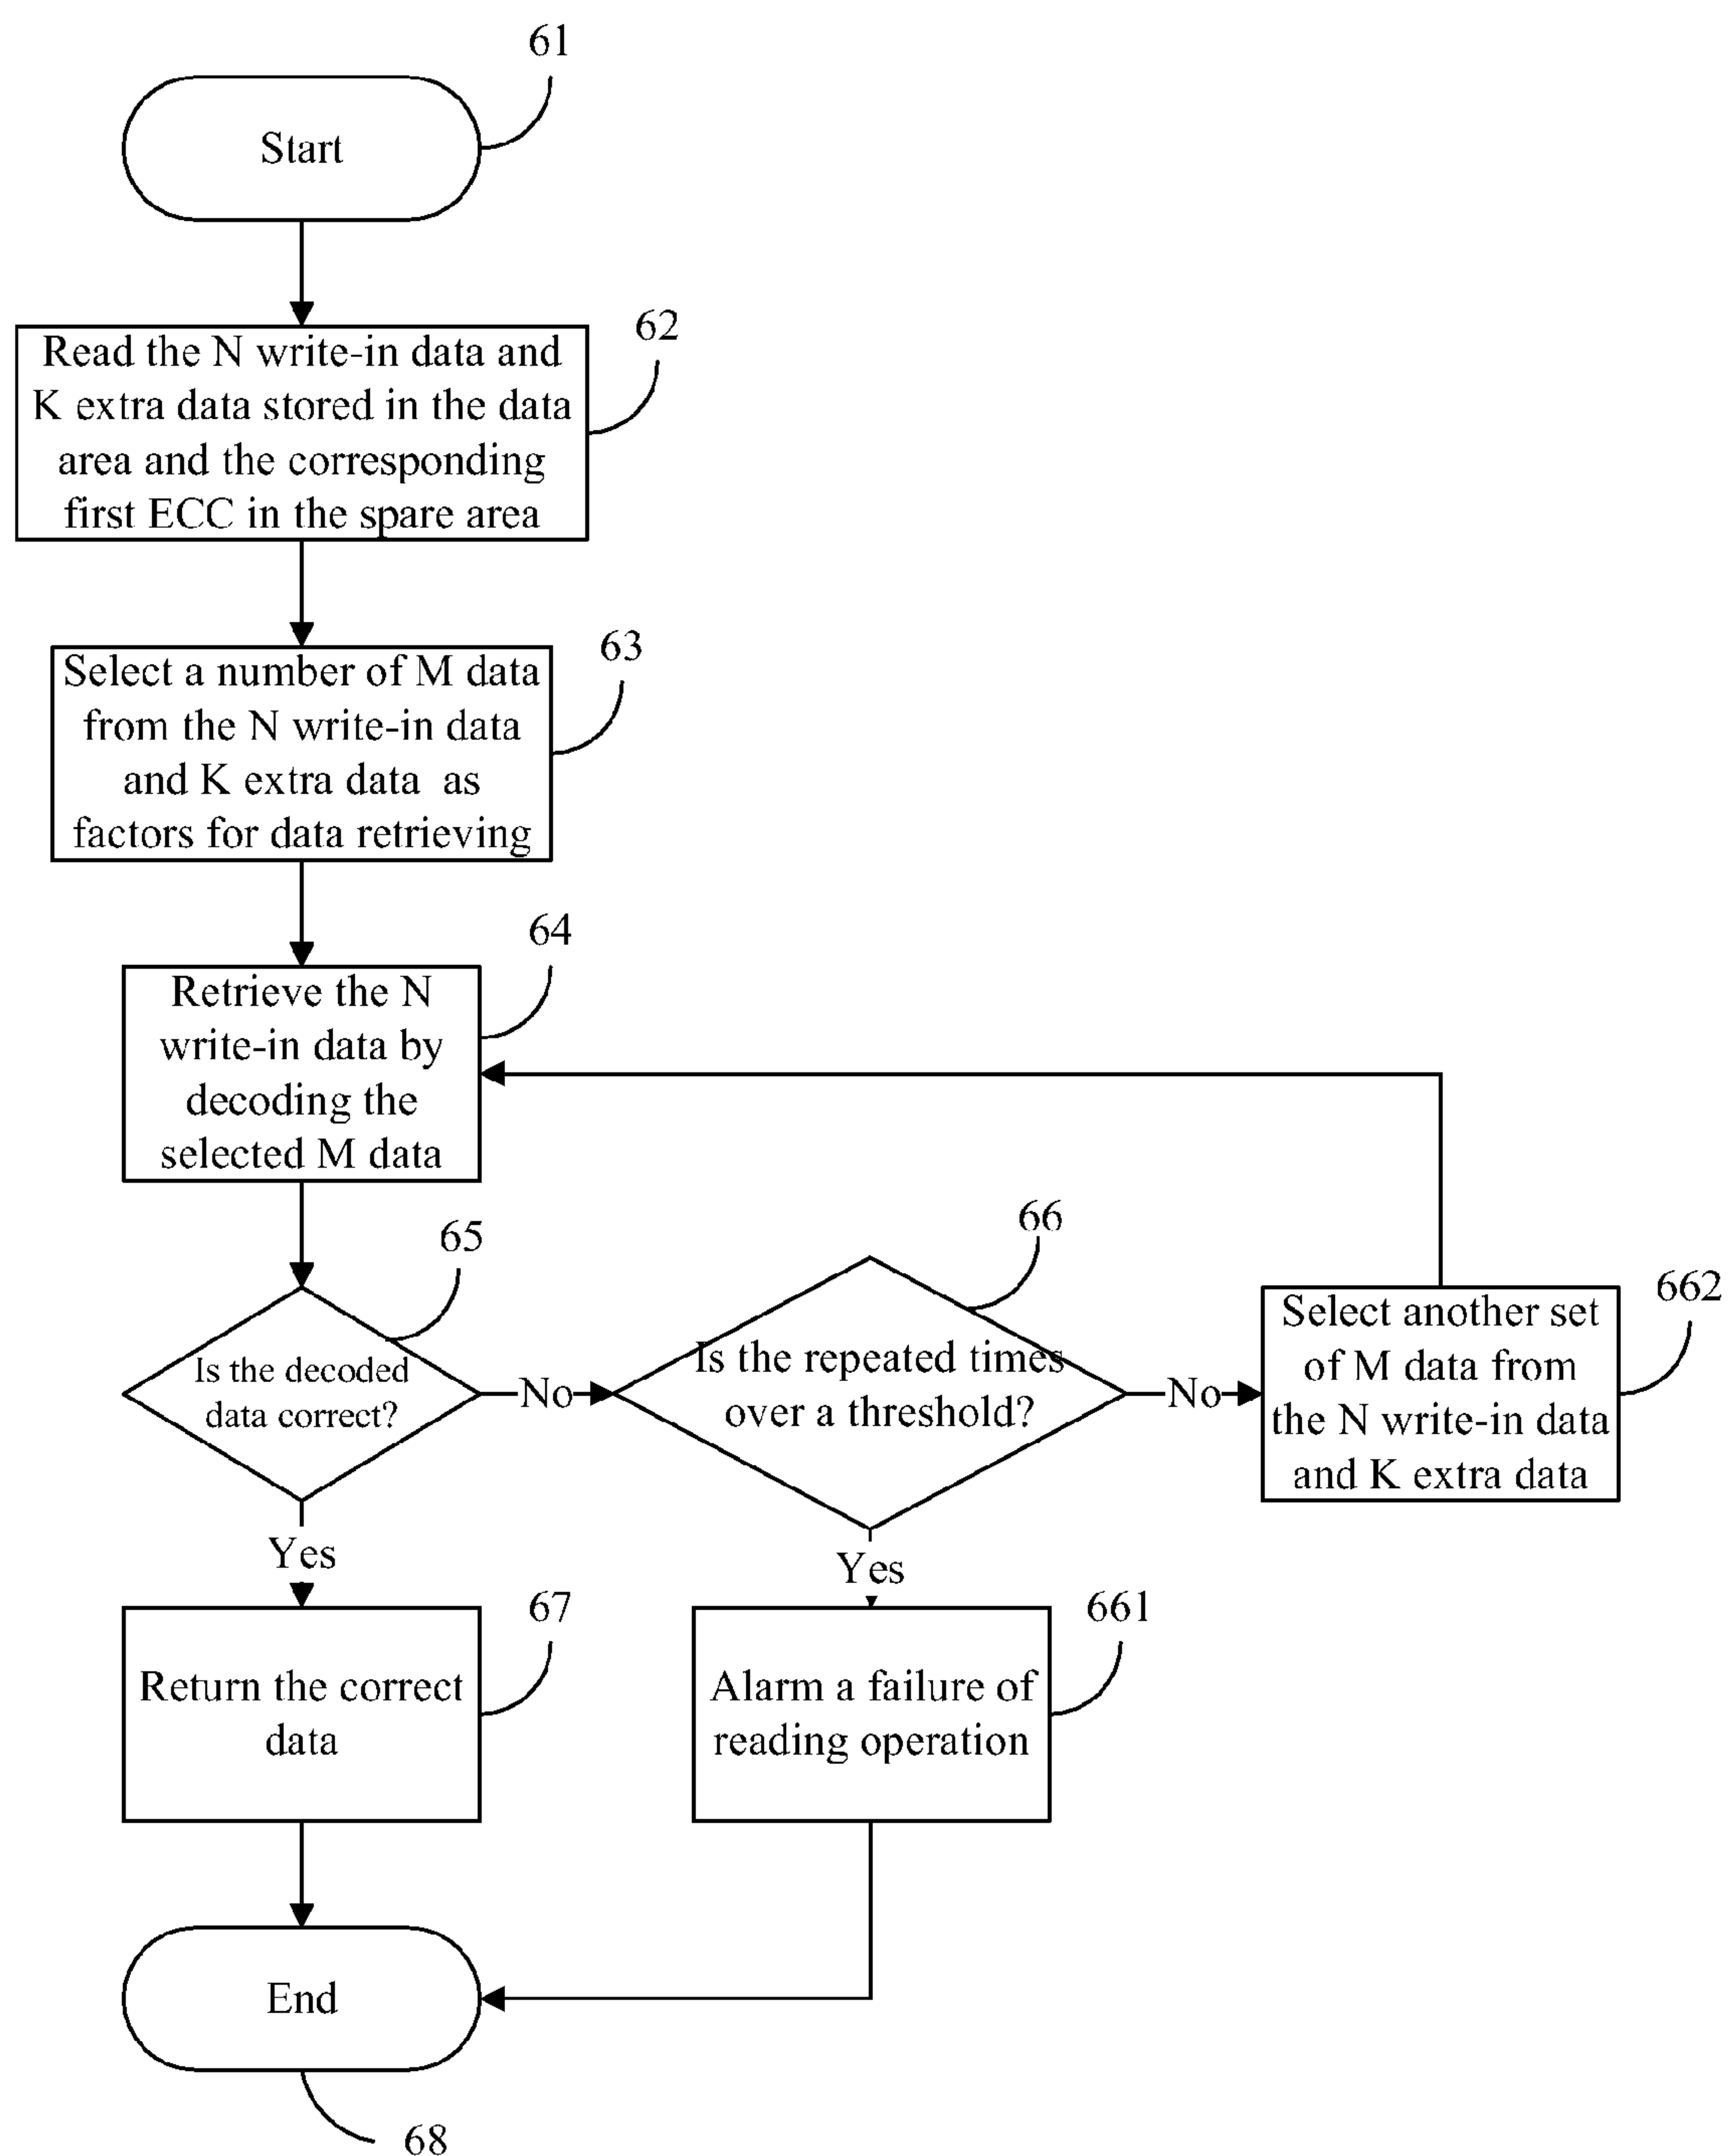 61
Start
62
Read the N write-in data and
K extra data stored in the data
area and the corresponding
first ECC in the spare area
63
Select a number of M data
from the N write-in data
and K extra data as
factors for data retrieving
64
Retrieve the N
write-in data by
decoding the
selected M data
65
Is the decoded
data correct?
No
66
Is the repeated times
over a threshold?
No
662
Select another set
of M data from
the N write-in data
and K extra data
Yes
Yes
67
Return the correct
data
661
Alarm a failure of
reading operation
End
68